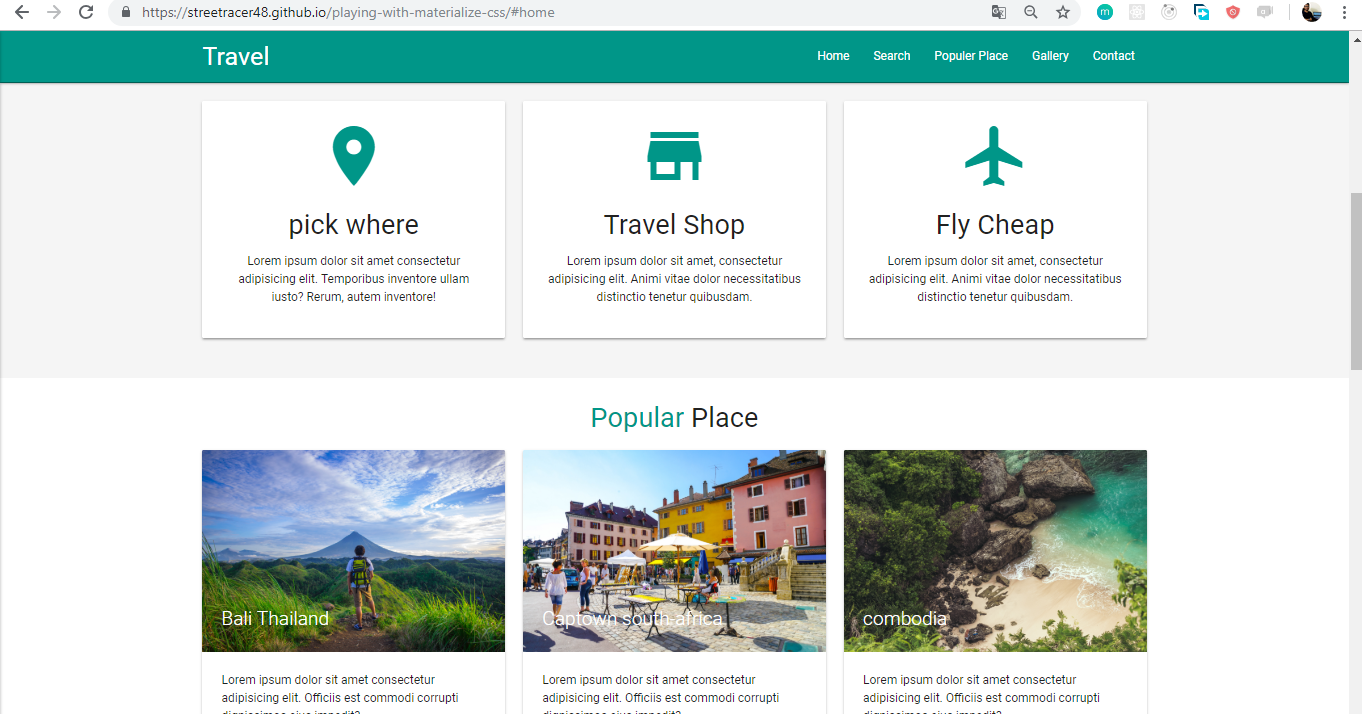 https://streetracer48.github.io/playing-with-materialize-css/#home
Travel
Home Search Populer Place Gallery Contact
pick where
Lorem ipsum dolor sit amet consectetur
adipisicing elit. Temporibus inventore ullam
iusto? Rerum, autem inventore!
Travel Shop
Lorem ipsum dolor sit amet, consectetur
adipisicing elit. Animi vitae dolor necessitatibus
distinctio tenetur quibusdam.
Fly Cheap
Lorem ipsum dolor sit amet, consectetur
adipisicing elit. Animi vitae dolor necessitatibus
distinctio tenetur quibusdam.
Popular Place
Bali Thailand
Lorem ipsum dolor sit amet consectetur
adipisicing elit. Officiis est commodi corrupti
Captown south africa
Lorem ipsum dolor sit amet consectetur
adipisicing elit. Officiis est commodi corrupti
combodia
Lorem ipsum dolor sit amet consectetur
adipisicing elit. Officiis est commodi corrupti